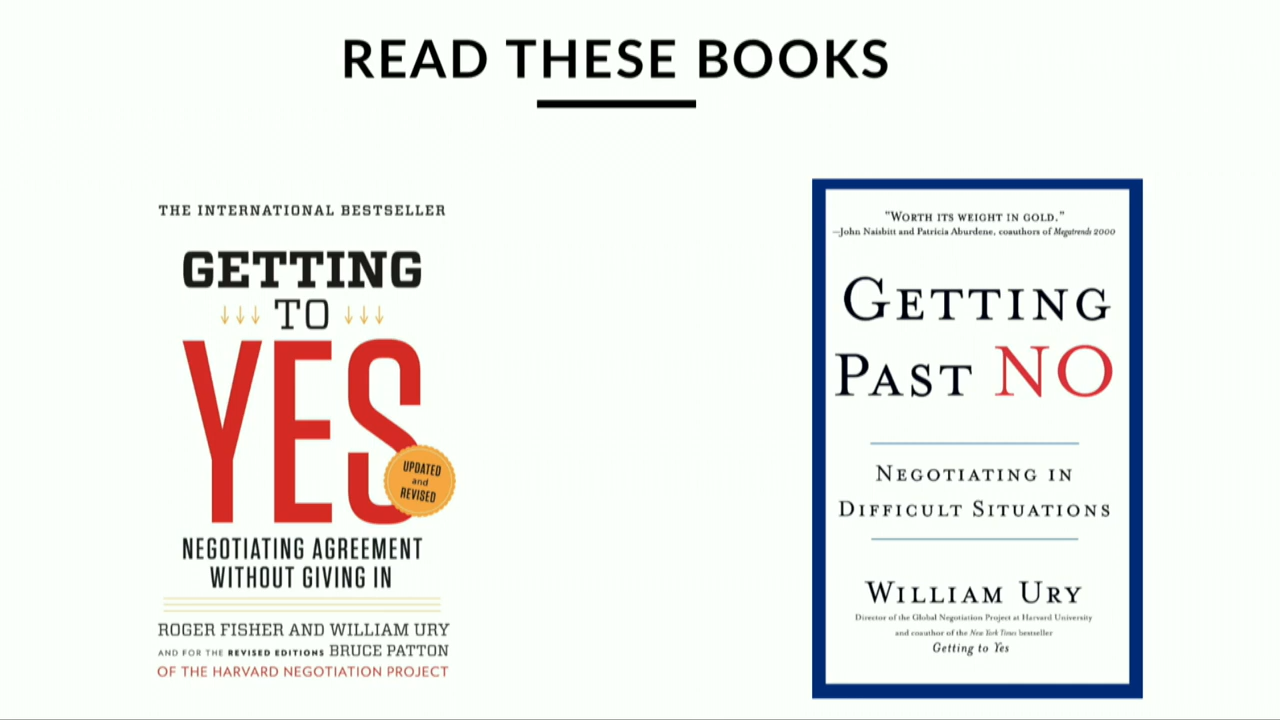 READ THESE BOOKS
THE INTERNATIONAL BESTSELLER
GETTING
TO
YES
UPDATED
and
REVISED
NEGOTIATING AGREEMENT
WITHOUT GIVING IN
ROGER FISHER AND WILLIAM URY
AND FOR THE REVISED EDITIONS BRUCE PATTON
OF THE HARVARD NEGOTIATION PROJECT
"WORTH ITS WEIGHT IN GOLD."
—John Naisbitt and Patricia Aburdene, coauthors of Megatrends 2000
GETTING
PAST NO
NEGOTIATING IN
DIFFICULT SITUATIONS
WILLIAM URY
Director of the Global Negotiation Project at Harvard University
and coauthor of the New York Times bestseller
Getting to Yes